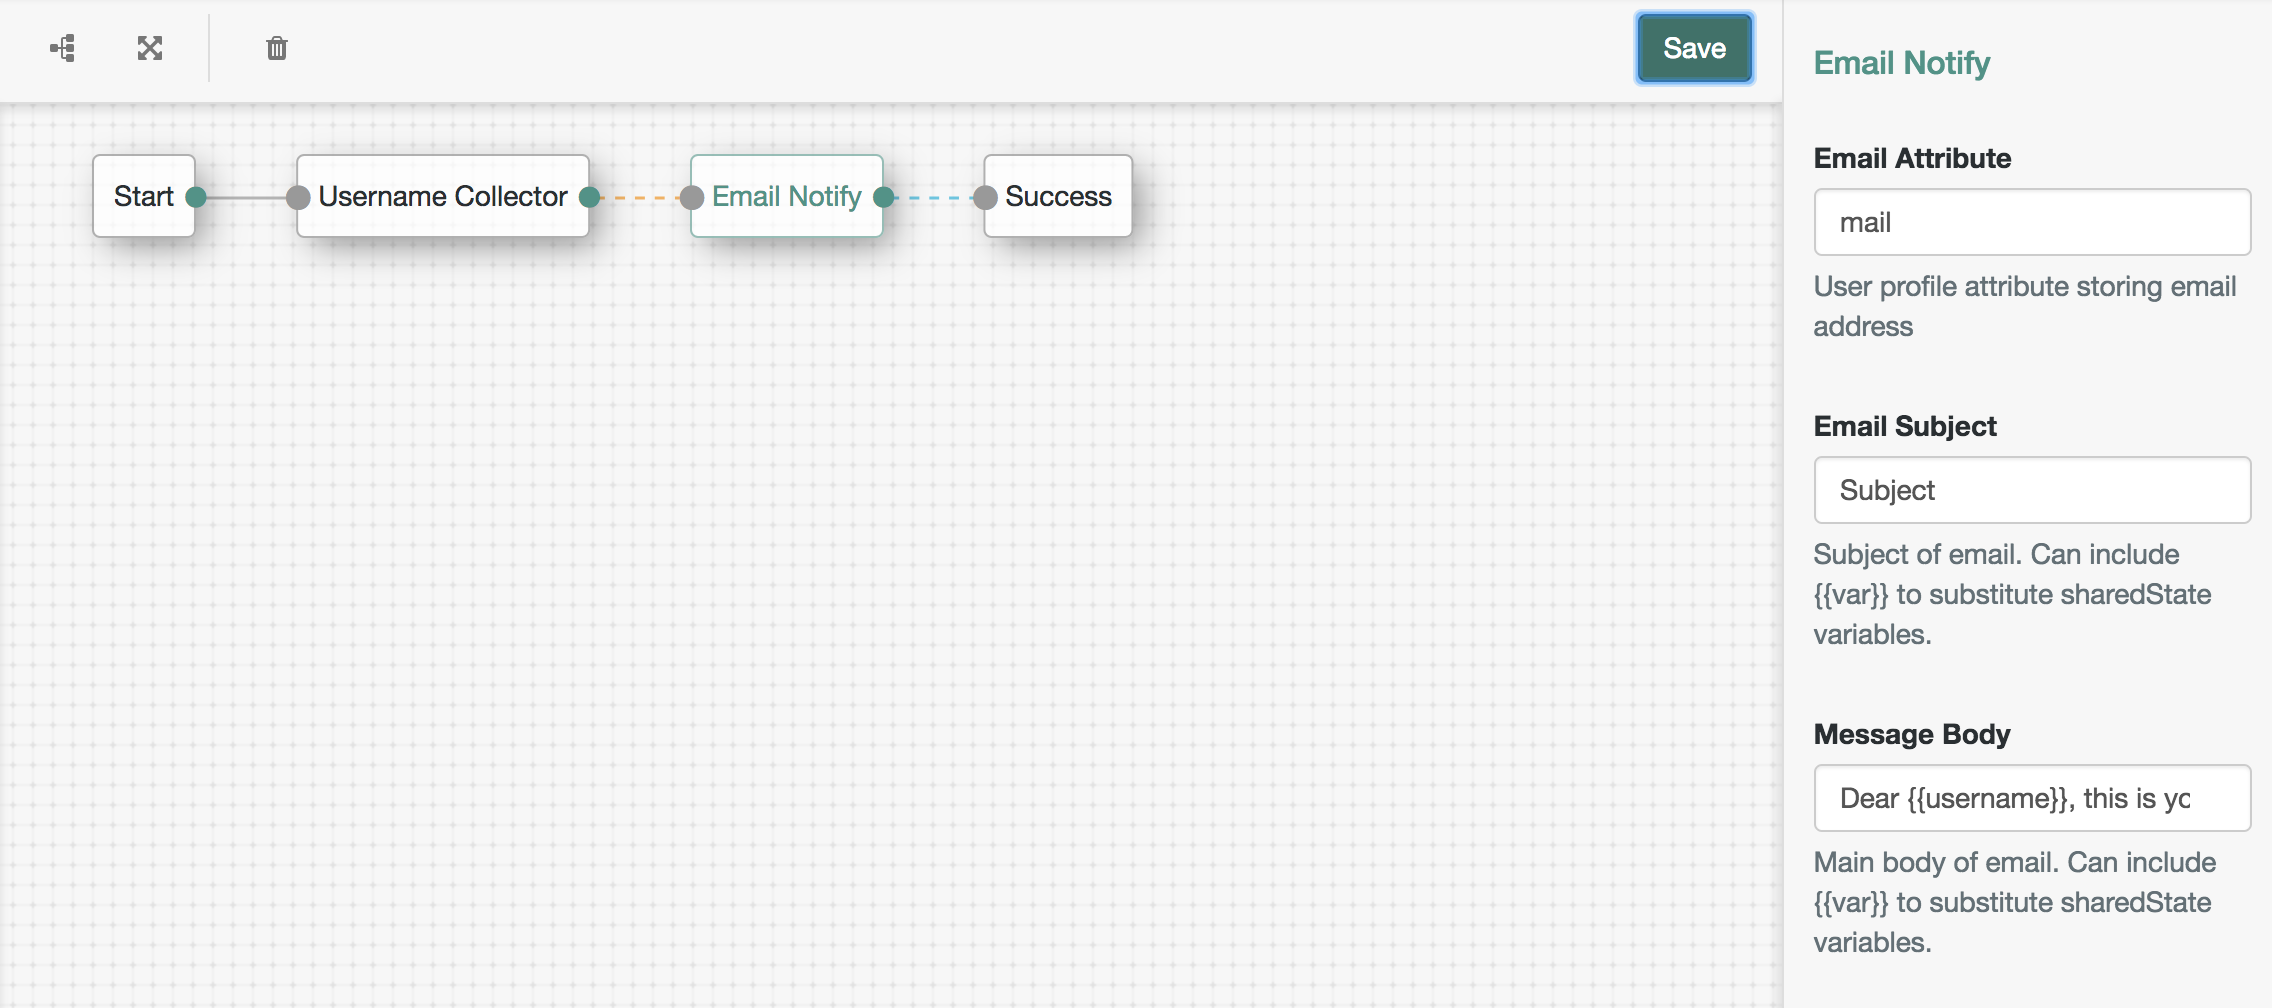 Save
Start
Username Collector
Email Notify
Success
Email Notify
Email Attribute
mail
User profile attribute storing email
address
Email Subject
Subject
Subject of email. Can include
{{var}} to substitute sharedState
variables.
Message Body
Dear {{username}}, this is yo
Main body of email. Can include
{{var}} to substitute sharedState
variables.